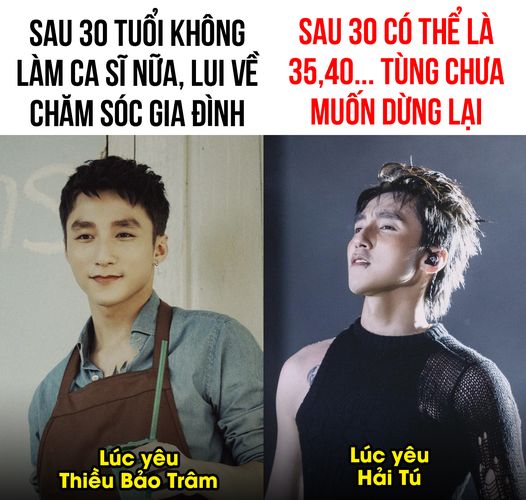 SAU 30 TUỔI KHÔNG
LÀM CA SĨ NỮA, LUI VỀ
CHĂM SÓC GIA ĐÌNH
SAU 30 CÓ THỂ LÀ
35,40... TÙNG CHƯA
MUỐN DỪNG LẠI
Lúc yêu
Thiều Bảo Trâm
Lúc yêu
Hải Tú